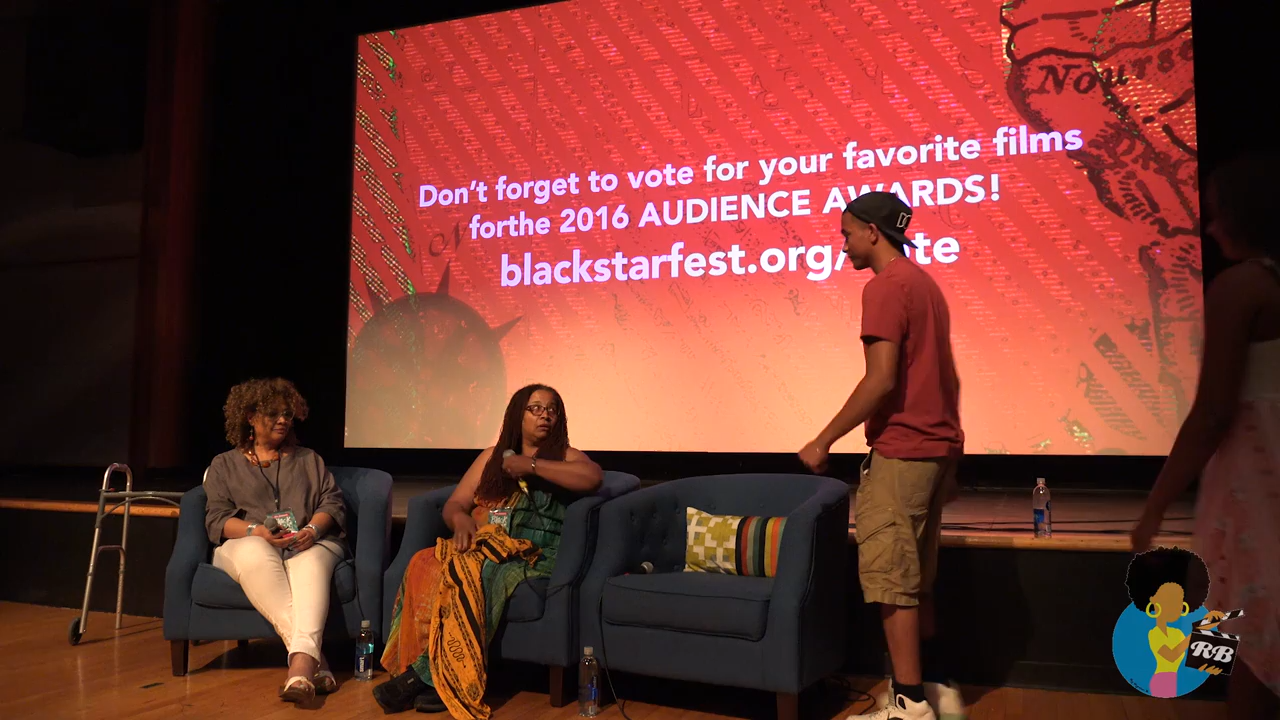 Don't forget to vote for your favorite films
forthe 2016 AUDIENCE AWARDS!
blackstarfest.org/
RB